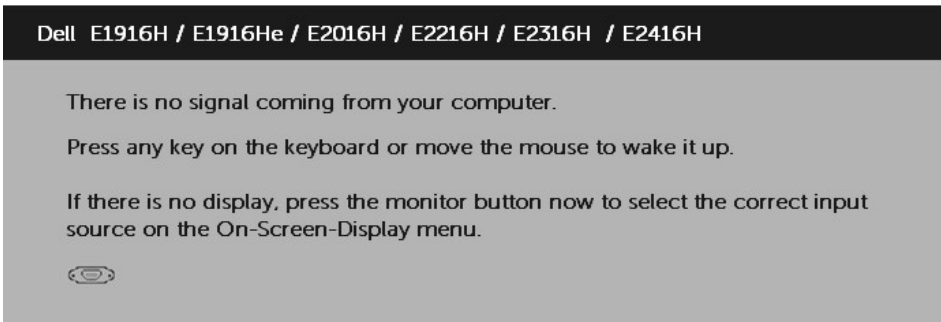 Dell E1916H / E1916He / E2016H / E2216H / E2316H / E2416H
There is no signal coming from your computer.
Press any key on the keyboard or move the mouse to wake it up.
If there is no display, press the monitor button now to select the correct input
source on the On-Screen-Display menu.